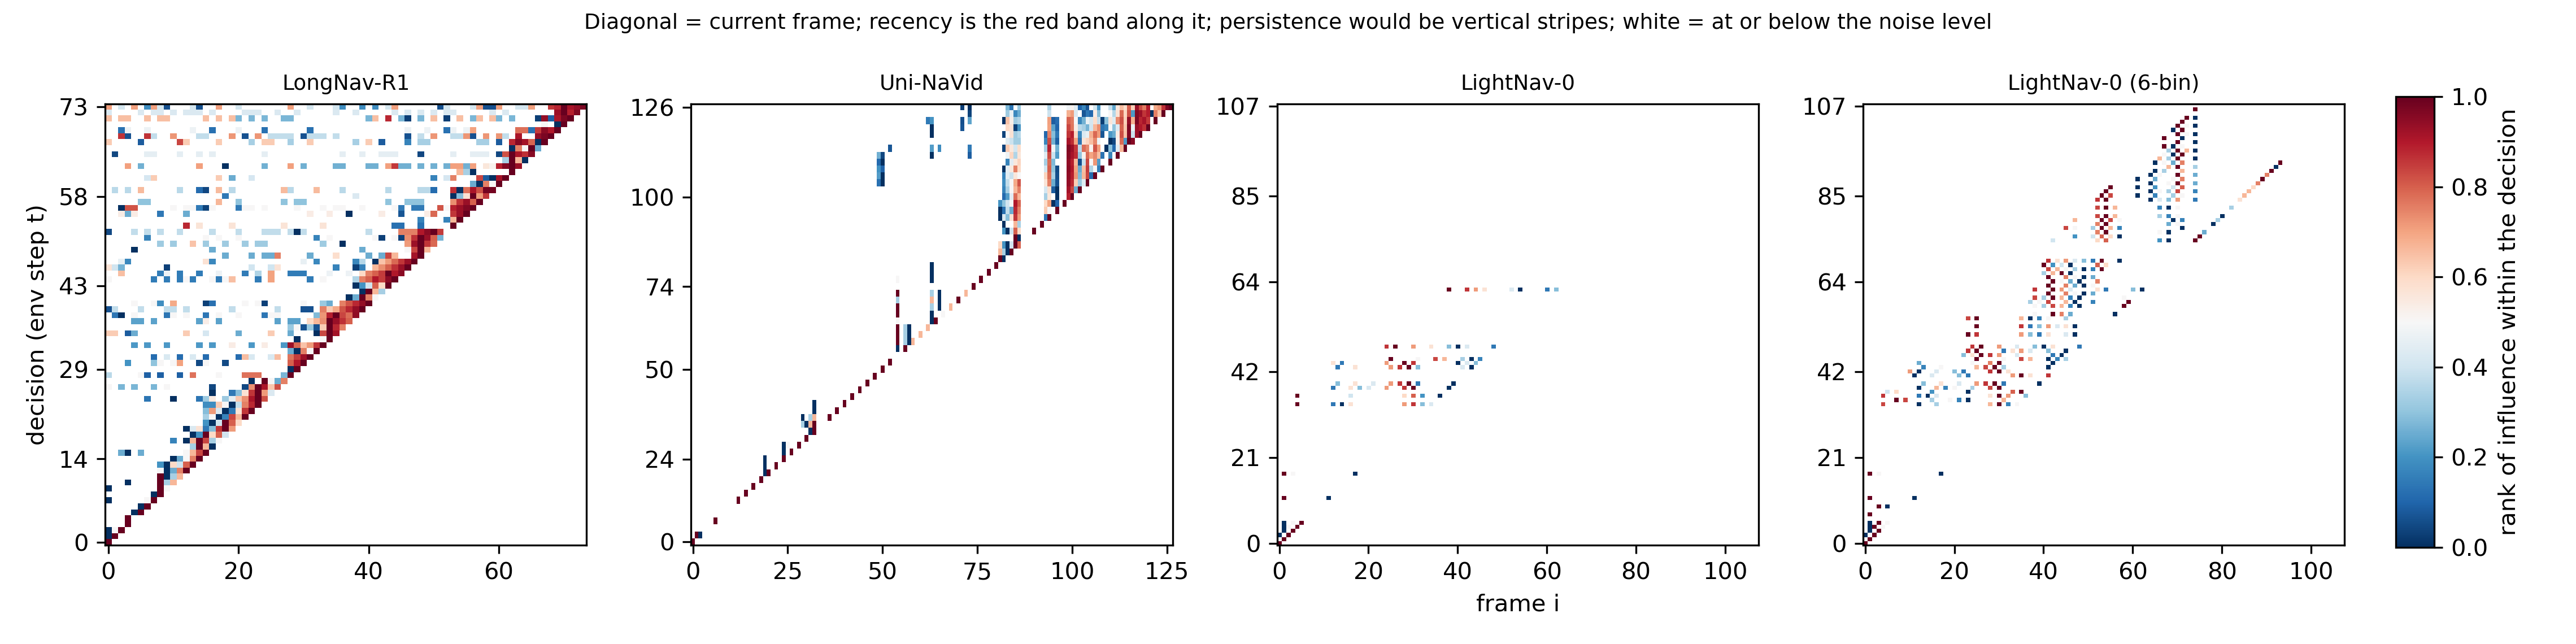 Diagonal = current frame; recency is the red band along it; persistence would be vertical stripes; white = at or below the noise level
LongNav-R1
Uni-NaVid
LightNav-0
LightNav-0 (6-bin)
decision (env step t)
73
58
43
29
14
0
0 20 40 60
126
100
74
50
24
0
0 25 50 75 100 125
107
85
64
42
21
0
0 20 40 60 80 100
frame i
107
85
64
42
21
0
0 20 40 60 80 100
1.0
0.8
0.6
0.4
0.2
0.0
rank of influence within the decision